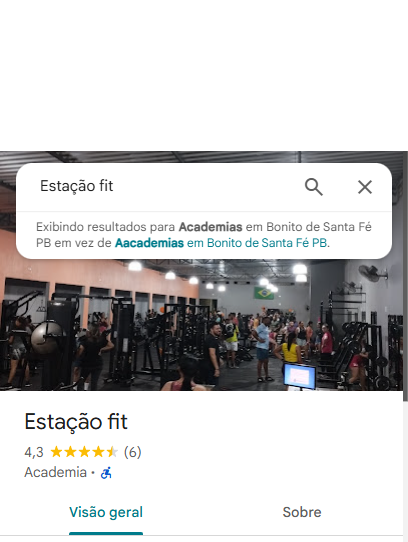 Estação fit
Exibindo resultados para Academias em Bonito de Santa Fé
PB em vez de Aacademias em Bonito de Santa Fé PB.
Estação fit
4,3 (6)
Academia ·
Visão geral Sobre